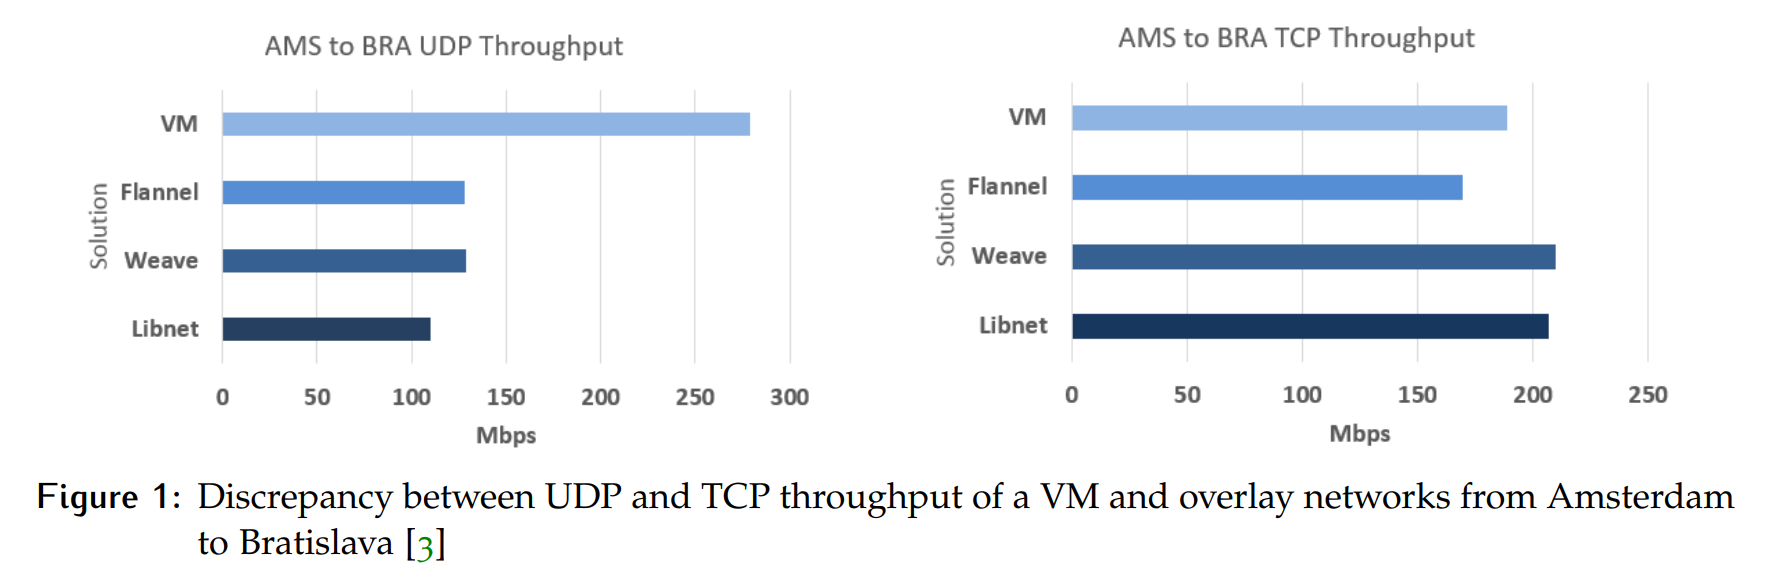 AMS to BRA UDP Throughput
Solution
VM
Flannel
Weave
Libnet
0 50 100 150 200 250 300
Mbps
AMS to BRA TCP Throughput
Solution
VM
Flannel
Weave
Libnet
0 50 100 150 200 250
Mbps
Figure 1: Discrepancy between UDP and TCP throughput of a VM and overlay networks from Amsterdam
to Bratislava [3]